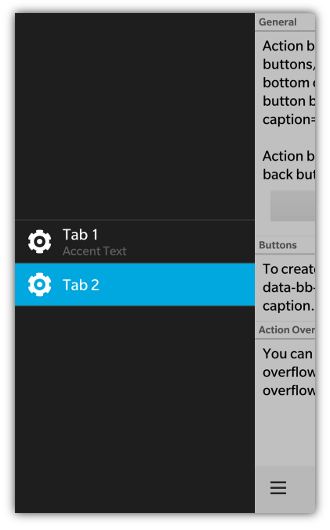 Tab 1
Accent Text
Tab 2
General
Action b
buttons,
bottom
button b
caption=
Action b
back but
Buttons
To create
data-bb-
caption.
Action Over
You can
overflow
overflow